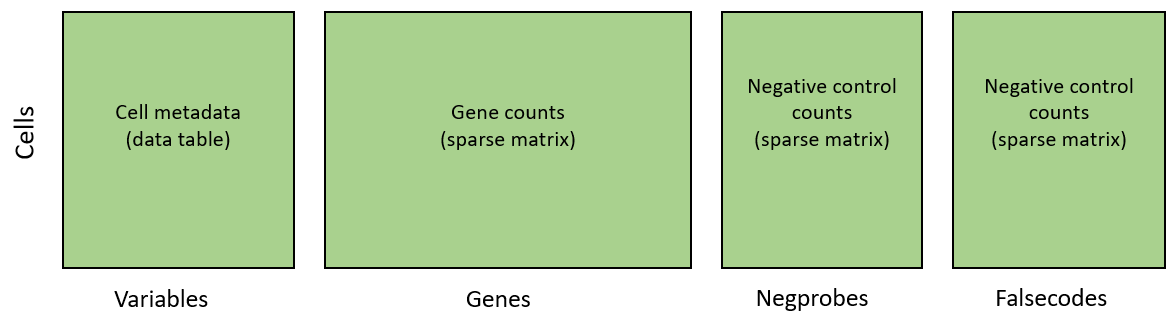 Cells
Cell metadata
(data table)
Gene counts
(sparse matrix)
Negative control
counts
(sparse matrix)
Negative control
counts
(sparse matrix)
Variables
Genes
Negprobes
Falsecodes